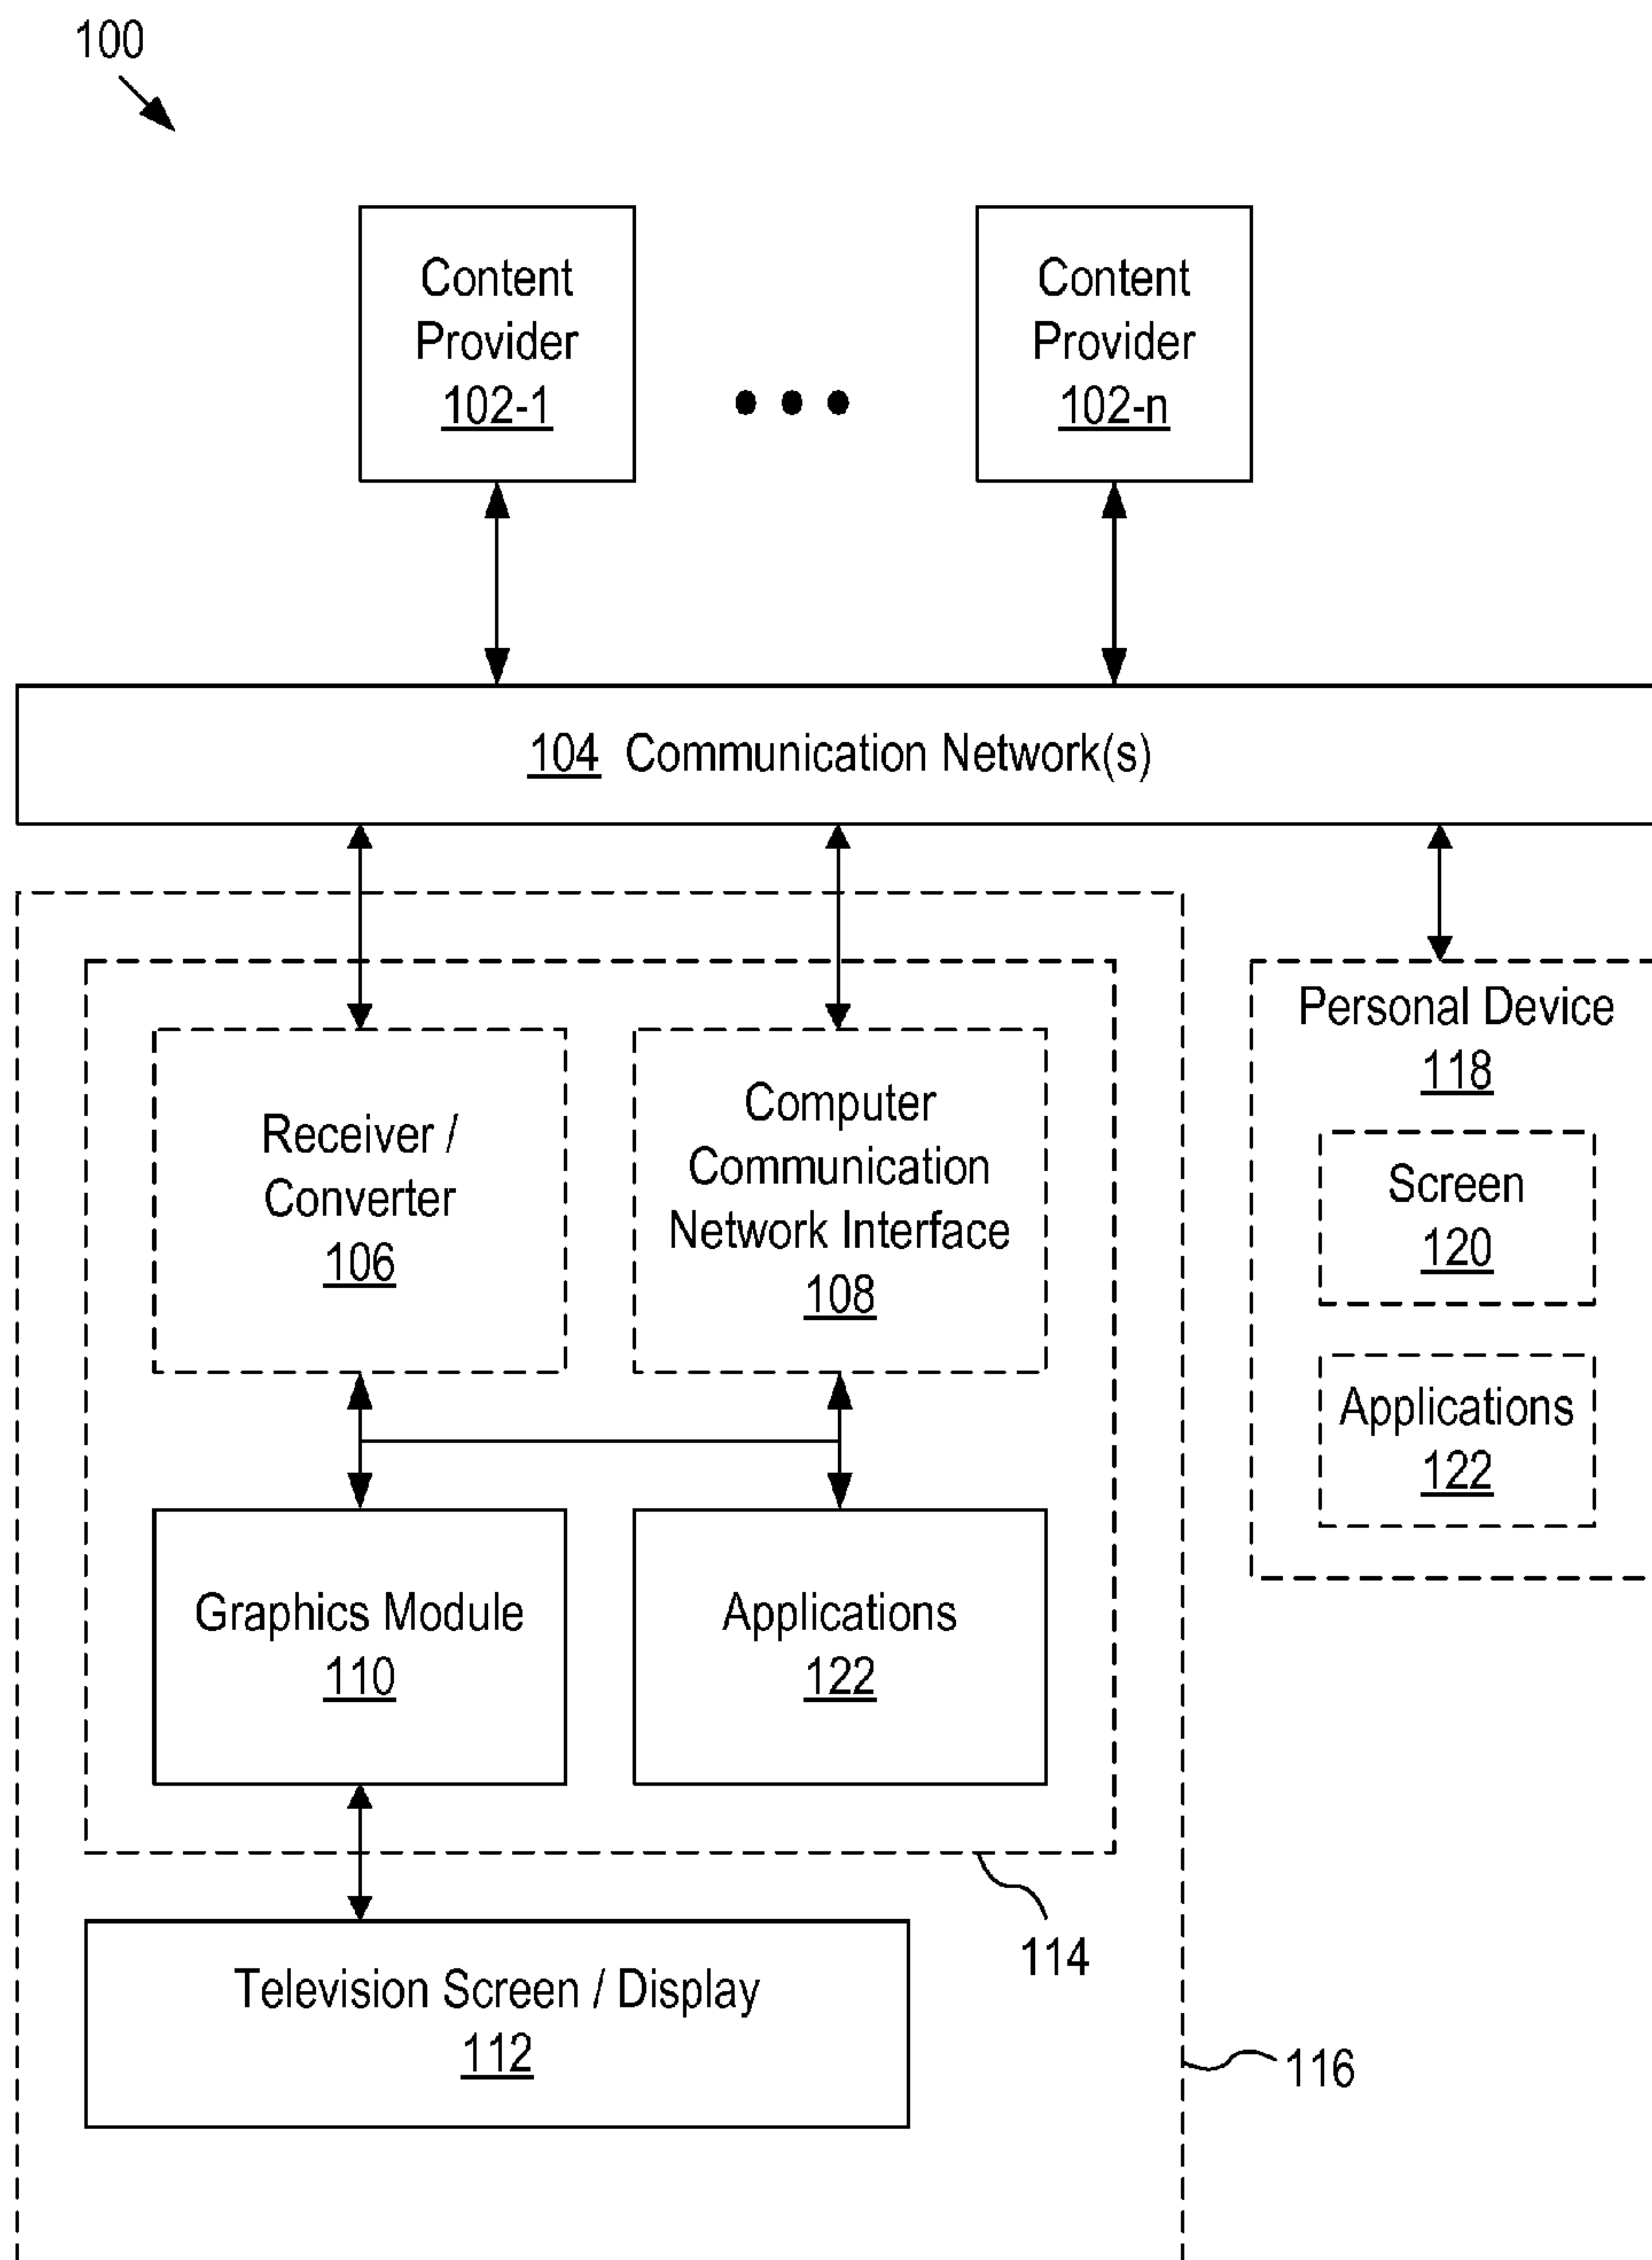 100
Content
Provider
102-1
Content
Provider
102-n
104 Communication Network(s)
Receiver /
Converter
106
Computer
Communication
Network Interface
108
Personal Device
118
Screen
120
Applications
122
Graphics Module
110
Applications
122
114
Television Screen / Display
112
116